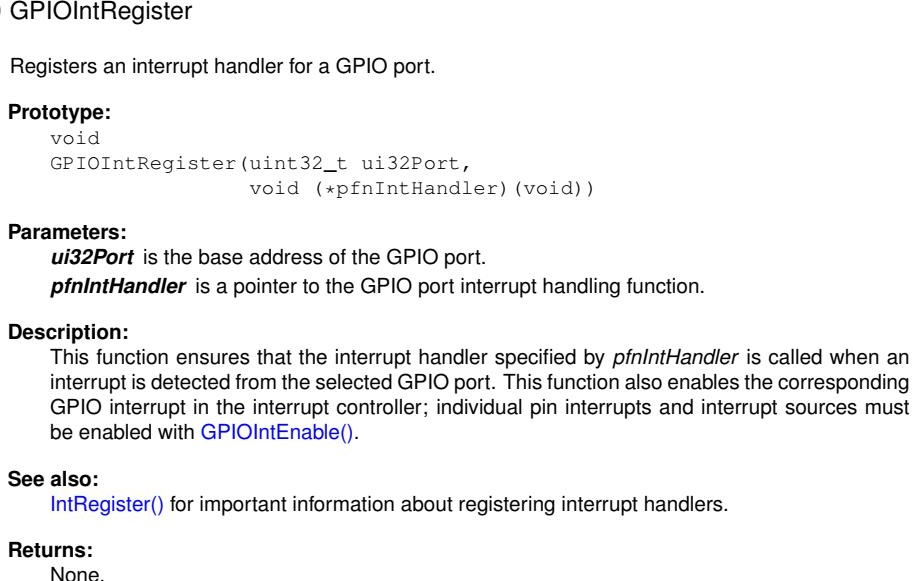 GPIOIntRegister
Registers an interrupt handler for a GPIO port.
Prototype:
void
GPIOIntRegister(uint32_t ui32Port,
void (*pfnIntHandler)(void))
Parameters:
ui32Port is the base address of the GPIO port.
pfnIntHandler is a pointer to the GPIO port interrupt handling function.
Description:
This function ensures that the interrupt handler specified by pfnIntHandler is called when an
interrupt is detected from the selected GPIO port. This function also enables the corresponding
GPIO interrupt in the interrupt controller; individual pin interrupts and interrupt sources must
be enabled with GPIOIntEnable().
See also:
IntRegister() for important information about registering interrupt handlers.
Returns:
None.